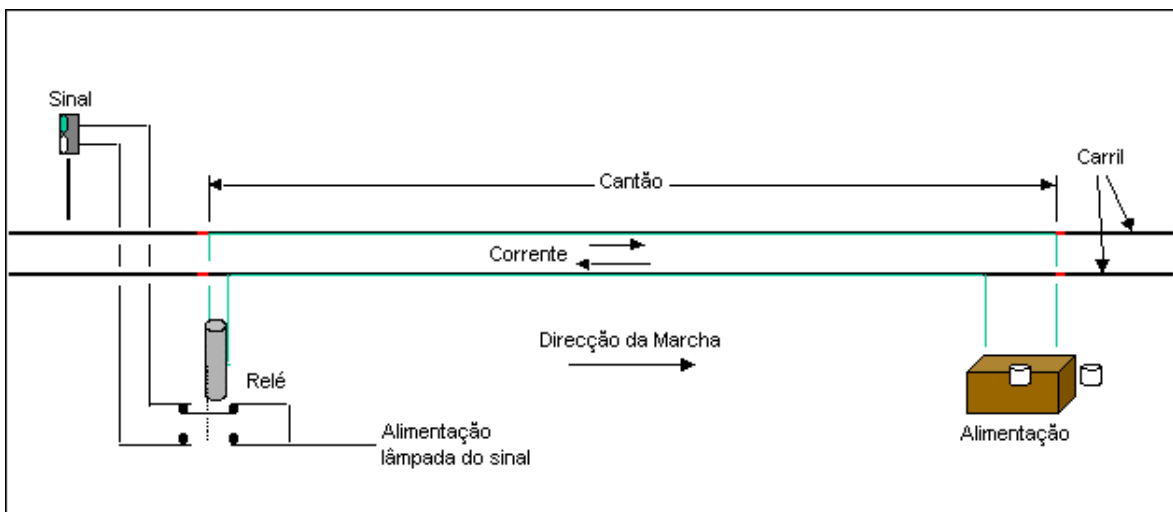 Sinal
Carril
Cantão
Corrente
Direcção da Marcha
Relé
Alimentação
lâmpada do sinal
Alimentação